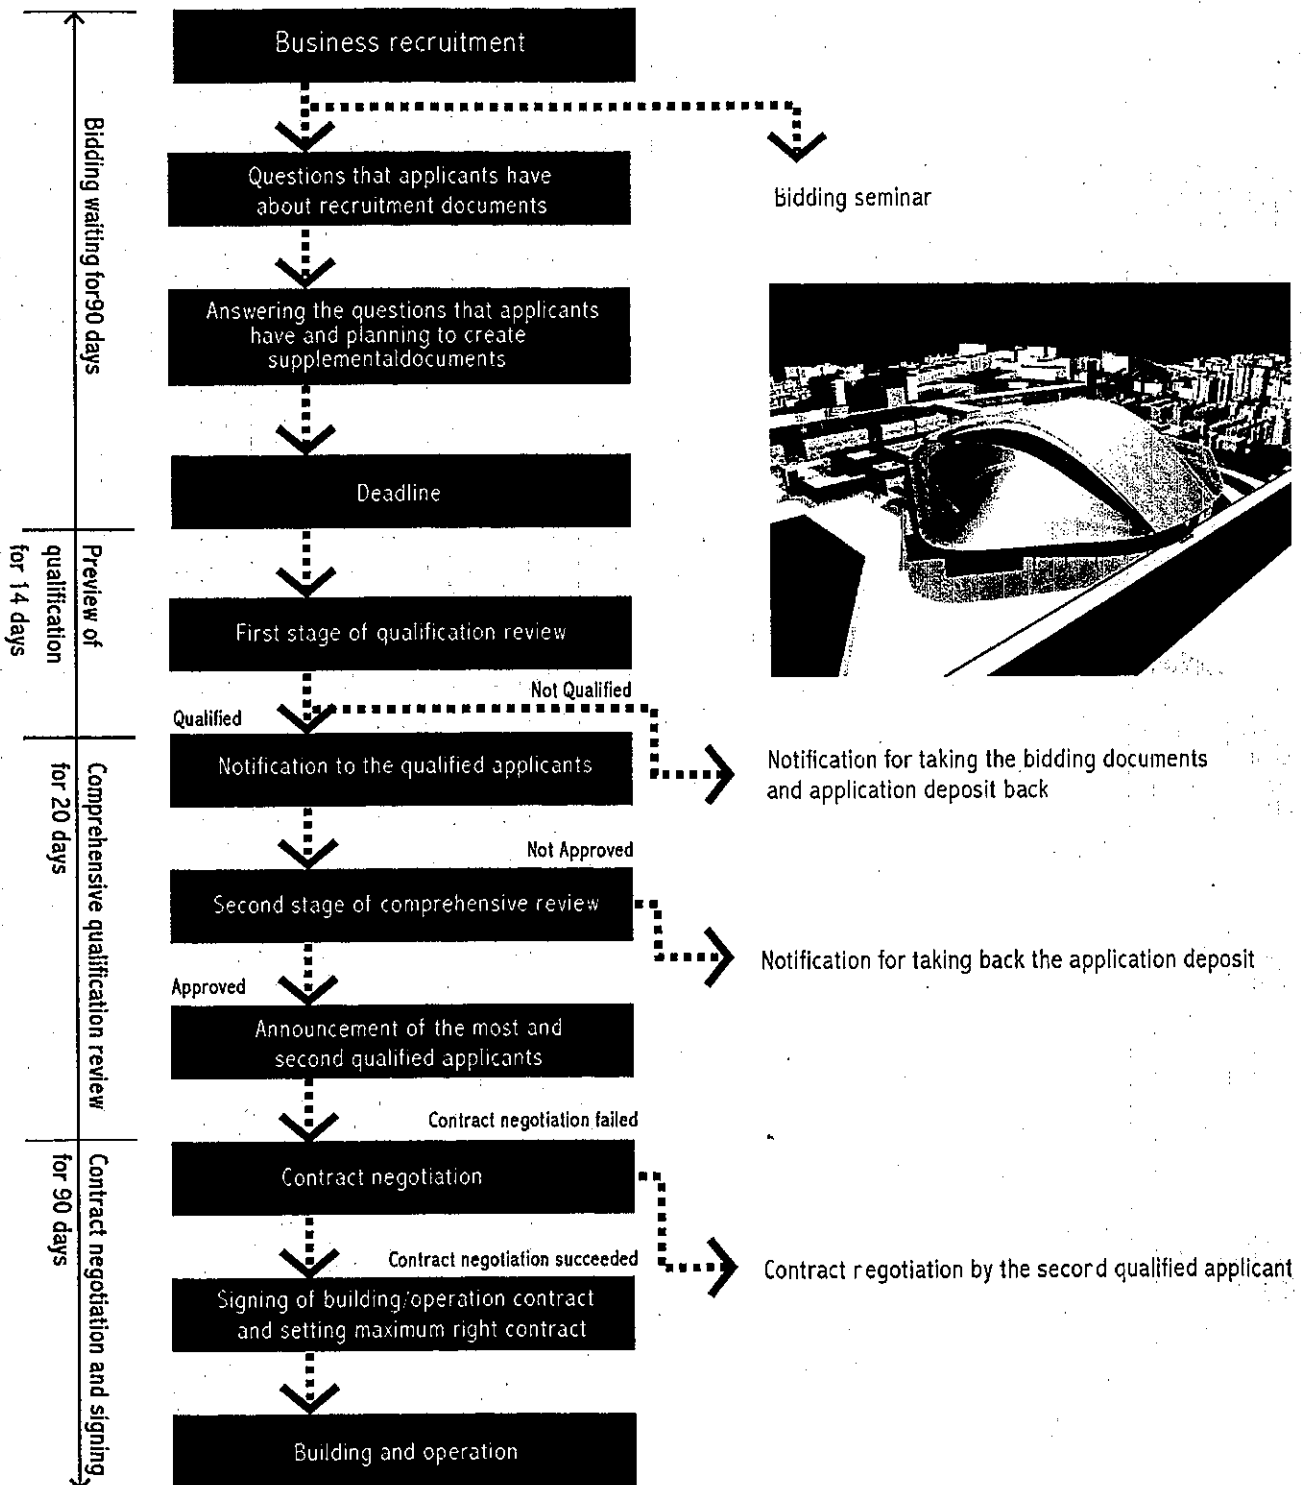 Business recruitment
Bidding waiting for90 days
Questions that applicants have
about recruitment documents
Bidding seminar
Answering the questions that applicants
have and planning to create
supplementaldocuments
Deadline
Preview of
qualification
for 14 days
First stage of qualification review
Not Qualified
Qualified
Notification to the qualified applicants
Notification for taking the bidding documents
and application deposit back
Comprehensive qualification review
for 20 days
Not Approved
Second stage of comprehensive review
Notification for taking back the application deposit
Approved
Announcement of the most and
second qualified applicants
Contract negotiation failed
Contract negotiation and signing
for 90 days
Contract negotiation
Contract negotiation succeeded
Contract regotiation by the second qualified applicant
Signing of building/operation contract
and setting maximum right contract
Building and operation